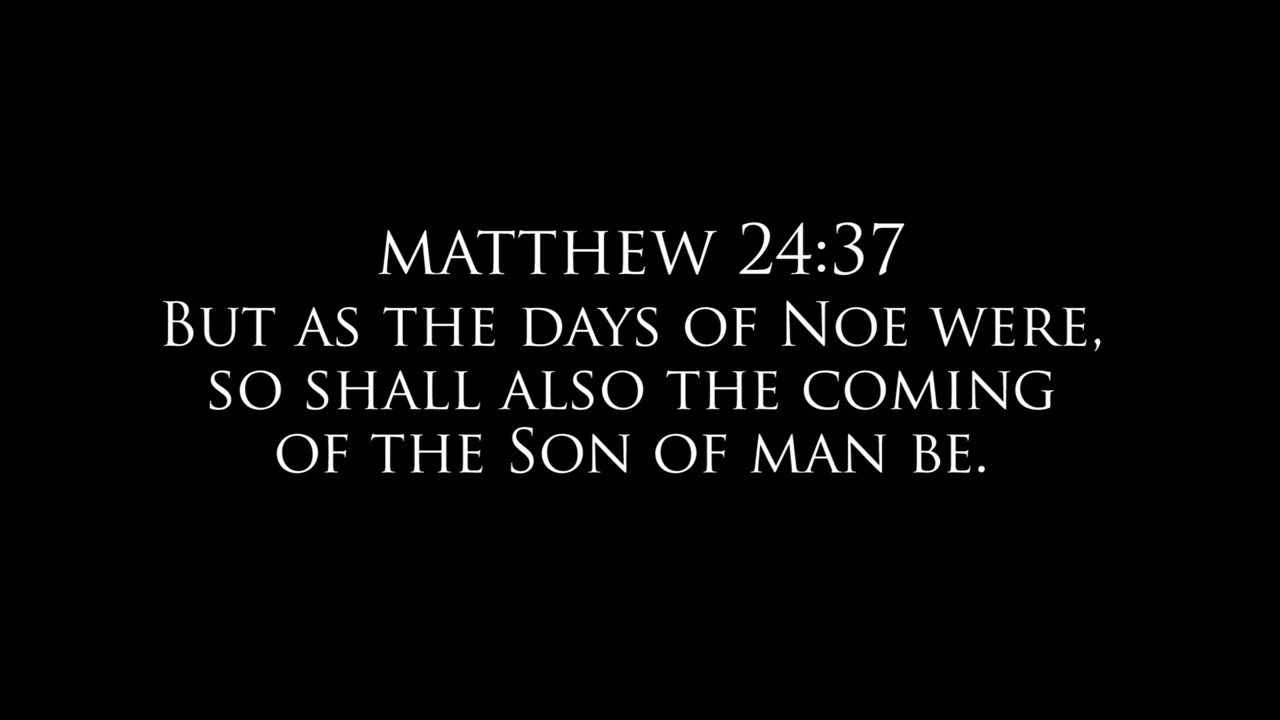 MATTHEW 24:37
BUT AS THE DAYS OF NOE WERE,
SO SHALL ALSO THE COMING
OF THE SON OF MAN BE.